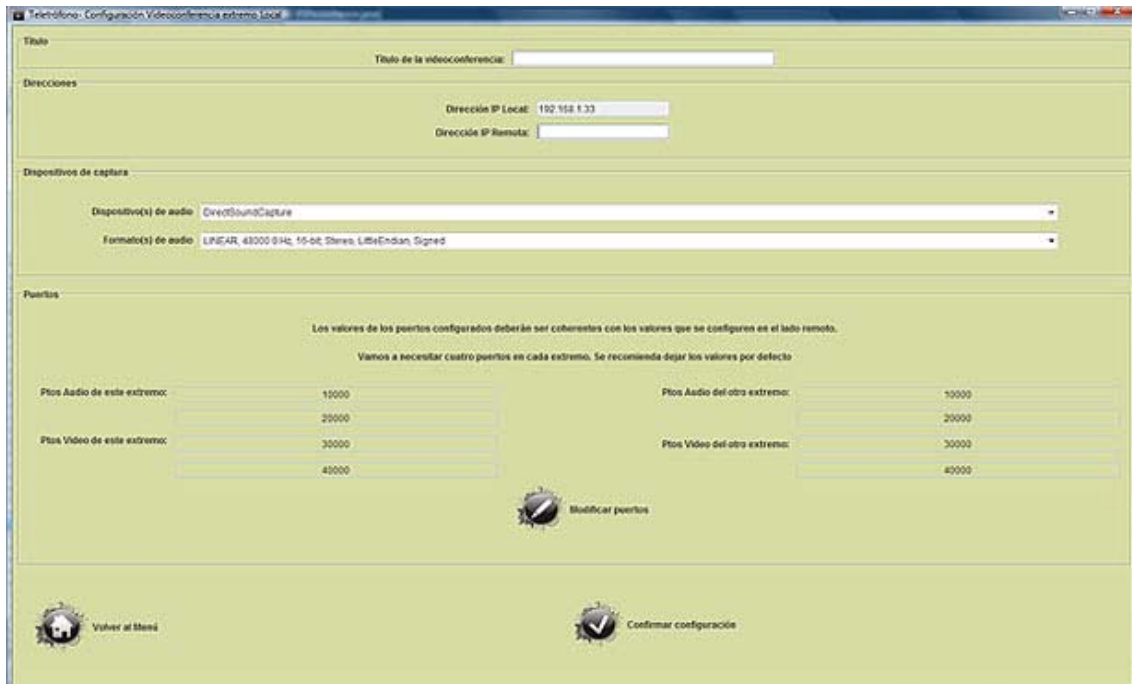 Teletrófono- Configuración Videoconferencia extremo Local
Título
Título de la videoconferencia:
Direcciones
Dirección IP Local: 192.168.1.33
Dirección IP Remota:
Dispositivos de captura
Dispositivo(s) de audio DirectSoundCapture
Formato(s) de audio LINEAR, 48000.0 Hz, 16-bit, Stereo, LittleEndian, Signed
Puertos
Los valores de los puertos configurados deberán ser coherentes con los valores que se configuren en el lado remoto.
Vamos a necesitar cuatro puertos en cada extremo. Se recomienda dejar los valores por defecto
Ptos Audio de este extremo: 10000 Ptos Audio del otro extremo: 10000
20000 20000
Ptos Video de este extremo: 30000 Ptos Video del otro extremo: 30000
40000 40000
Modificar puertos
Volver al Menú Confirmar configuración